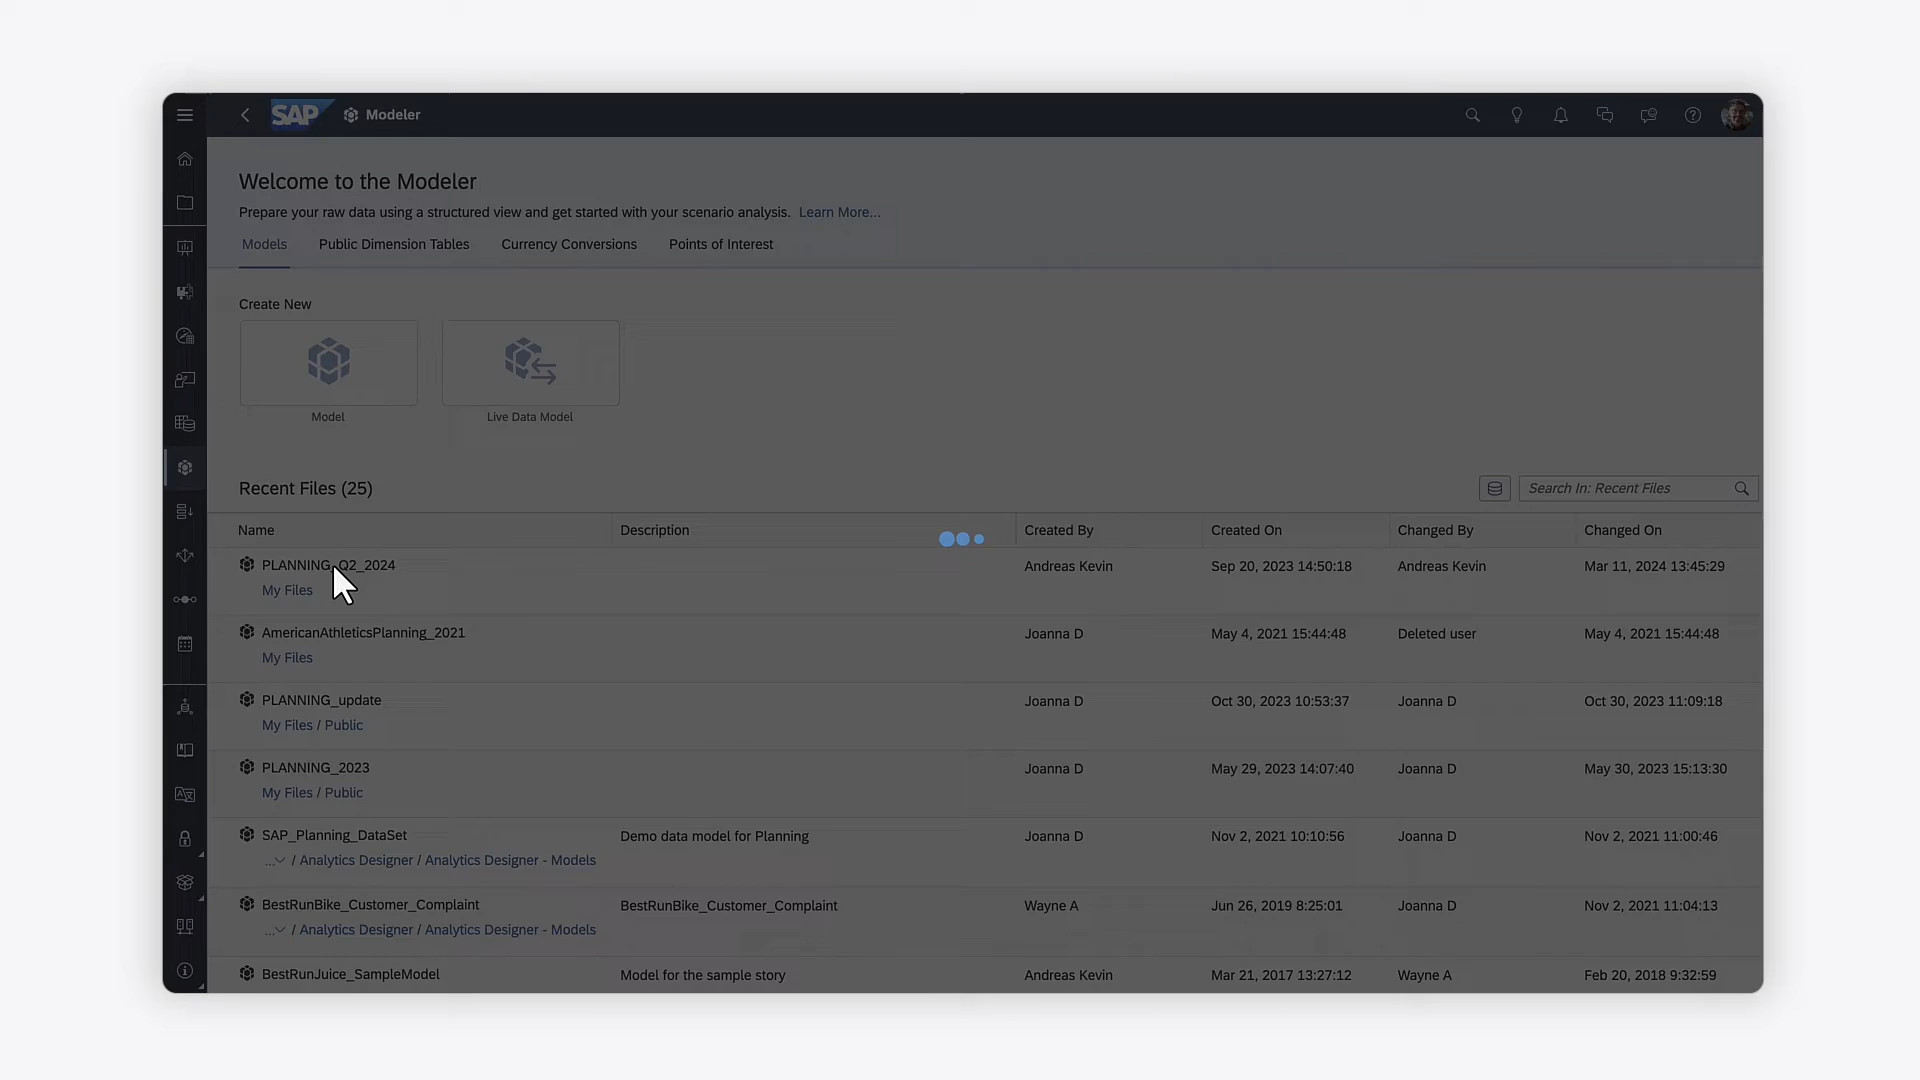 SAP Modeler
Welcome to the Modeler
Prepare your raw data using a structured view and get started with your scenario analysis. Learn More...
Models Public Dimension Tables Currency Conversions Points of Interest
Create New
Model Live Data Model
Recent Files (25) Search In: Recent Files
Name Description Created By Created On Changed By Changed On
PLANNING_Q2_2024 Andreas Kevin Sep 20, 2023 14:50:18 Andreas Kevin Mar 11, 2024 13:45:29
My Files
AmericanAthleticsPlanning_2021 Joanna D May 4, 2021 15:44:48 Deleted user May 4, 2021 15:44:48
My Files
PLANNING_update Joanna D Oct 30, 2023 10:53:37 Joanna D Oct 30, 2023 11:09:18
My Files / Public
PLANNING_2023 Joanna D May 29, 2023 14:07:40 Joanna D May 30, 2023 15:13:30
My Files / Public
SAP_Planning_DataSet Demo data model for Planning Joanna D Nov 2, 2021 10:10:56 Joanna D Nov 2, 2021 11:00:46
... / Analytics Designer / Analytics Designer - Models
BestRunBike_Customer_Complaint BestRunBike_Customer_Complaint Wayne A Jun 26, 2019 8:25:01 Joanna D Nov 2, 2021 11:04:13
... / Analytics Designer / Analytics Designer - Models
BestRunJuice_SampleModel Model for the sample story Andreas Kevin Mar 21, 2017 13:27:12 Wayne A Feb 20, 2018 9:32:59